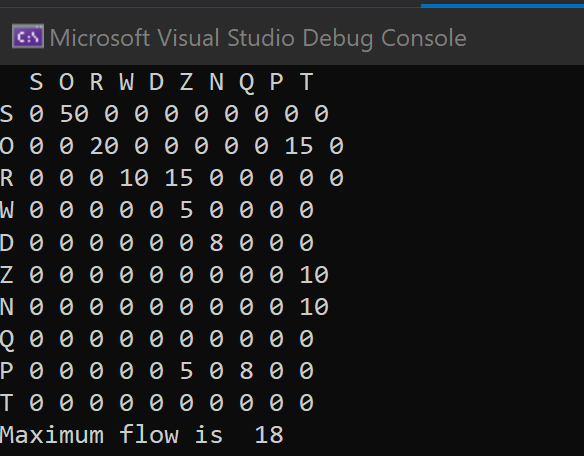 Microsoft Visual Studio Debug Console
  S O R W D Z N Q P T
S 0 50 0 0 0 0 0 0 0 0
O 0 0 20 0 0 0 0 0 15 0
R 0 0 0 10 15 0 0 0 0 0
W 0 0 0 0 0 5 0 0 0 0
D 0 0 0 0 0 0 8 0 0 0
Z 0 0 0 0 0 0 0 0 0 10
N 0 0 0 0 0 0 0 0 0 10
Q 0 0 0 0 0 0 0 0 0 0
P 0 0 0 0 0 5 0 8 0 0
T 0 0 0 0 0 0 0 0 0 0
Maximum flow is  18